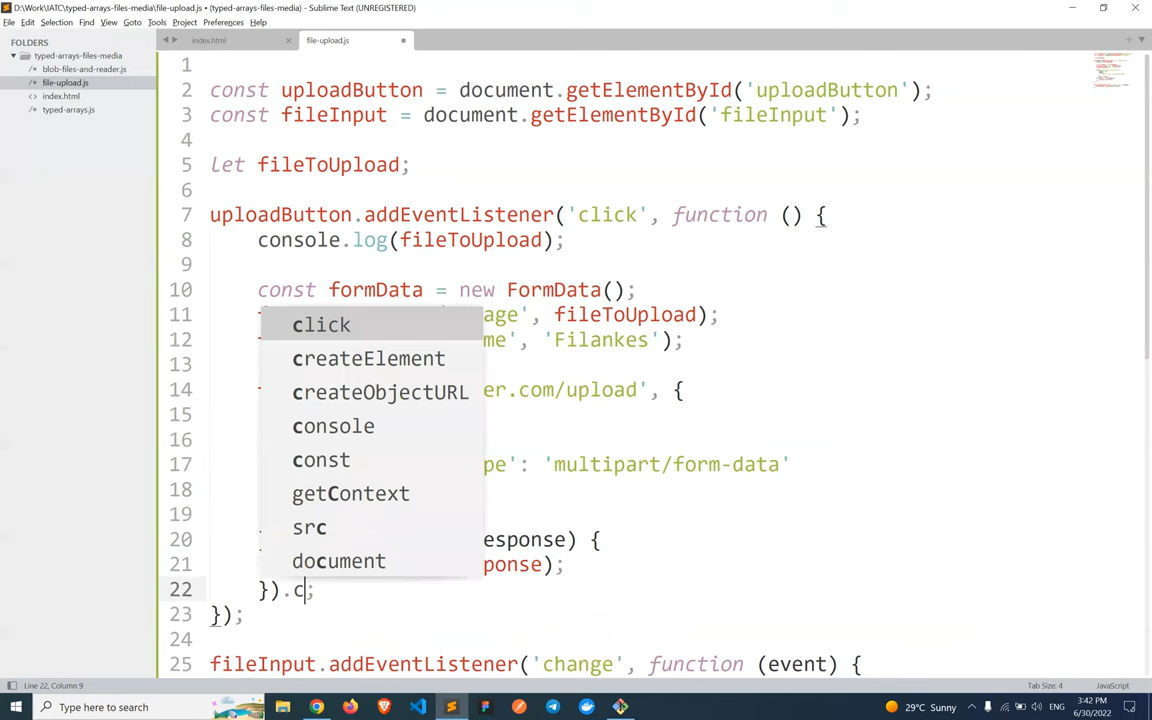 D:\Work\IATC\typed-arrays-files-media\file-upload.js • (typed-arrays-files-media) - Sublime Text (UNREGISTERED)
File Edit Selection Find View Goto Tools Project Preferences Help
FOLDERS
typed-arrays-files-media
/* blob-files-and-reader.js
/* file-upload.js
<> index.html
/* typed-arrays.js
index.html × file-upload.js
1
2 const uploadButton = document.getElementById('uploadButton');
3 const fileInput = document.getElementById('fileInput');
4
5 let fileToUpload;
6
7 uploadButton.addEventListener('click', function () {
8 console.log(fileToUpload);
9
10 const formData = new FormData();
11 age', fileToUpload);
12 me', 'Filankes');
13
14 er.com/upload', {
15
16
17 pe': 'multipart/form-data'
18
19
20 esponse) {
21 ponse);
22 }).c;
23 });
24
25 fileInput.addEventListener('change', function (event) {
click
createElement
createObjectURL
console
const
getContext
src
document
Line 22, Column 9
Tab Size: 4
JavaScript
Type here to search
29°C Sunny
ENG
3:42 PM
6/30/2022